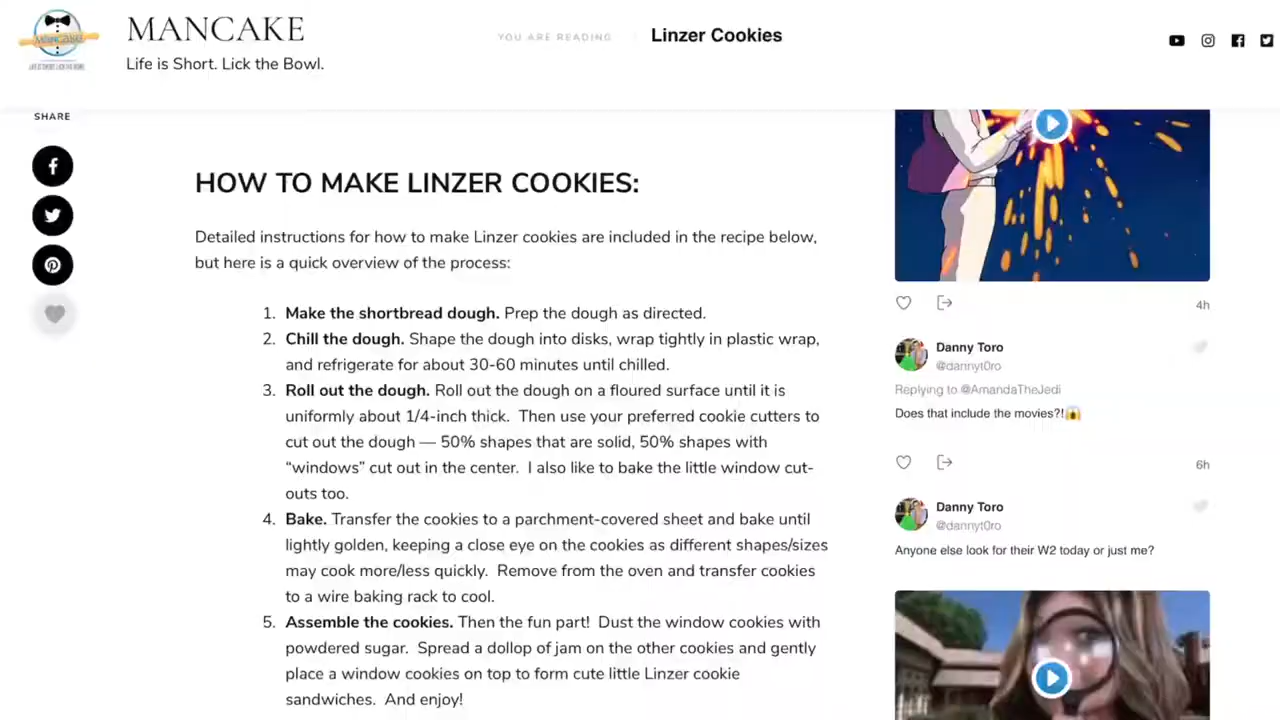 MANCAKE
Life is Short. Lick the Bowl.
MANCAKE
LIFE IS SHORT. LICK THE BOWL.
YOU ARE READING
Linzer Cookies
SHARE
HOW TO MAKE LINZER COOKIES:
Detailed instructions for how to make Linzer cookies are included in the recipe below,
but here is a quick overview of the process:
1. Make the shortbread dough. Prep the dough as directed.
2. Chill the dough. Shape the dough into disks, wrap tightly in plastic wrap,
and refrigerate for about 30-60 minutes until chilled.
3. Roll out the dough. Roll out the dough on a floured surface until it is
uniformly about 1/4-inch thick. Then use your preferred cookie cutters to
cut out the dough — 50% shapes that are solid, 50% shapes with
“windows” cut out in the center. I also like to bake the little window cut-
outs too.
4. Bake. Transfer the cookies to a parchment-covered sheet and bake until
lightly golden, keeping a close eye on the cookies as different shapes/sizes
may cook more/less quickly. Remove from the oven and transfer cookies
to a wire baking rack to cool.
5. Assemble the cookies. Then the fun part! Dust the window cookies with
powdered sugar. Spread a dollop of jam on the other cookies and gently
place a window cookies on top to form cute little Linzer cookie
sandwiches. And enjoy!
4h
Danny Toro
@dannyt0ro
Replying to @AmandaTheJedi
Does that include the movies?!😱
6h
Danny Toro
@dannyt0ro
Anyone else look for their W2 today or just me?